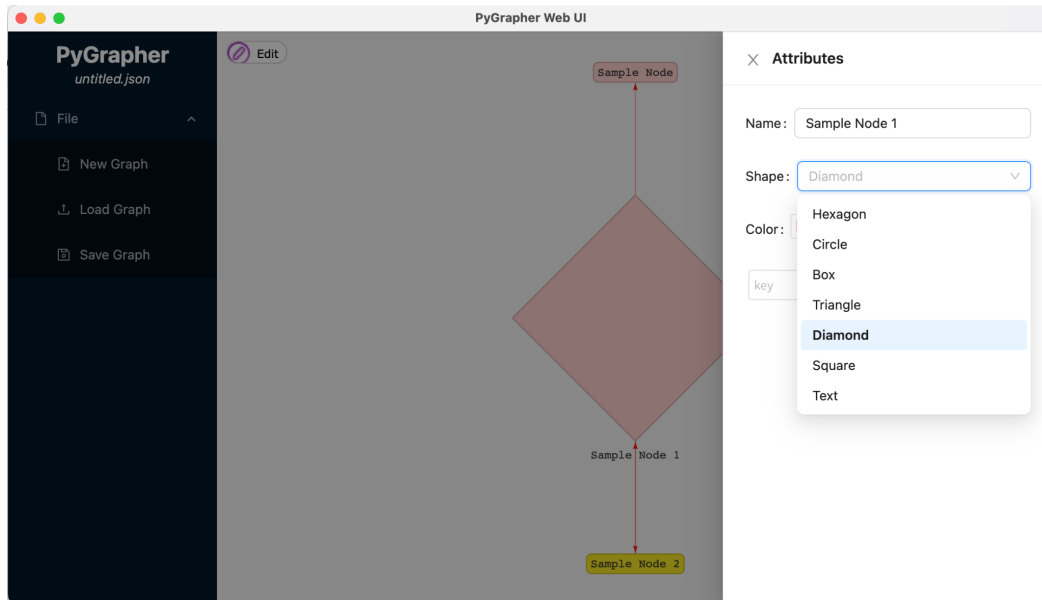 PyGrapher Web UI
PyGrapher
untitled.json
File
New Graph
Load Graph
Save Graph
Edit
Sample Node
Sample Node 1
Sample Node 2
Attributes
Name: Sample Node 1
Shape: Diamond
Color:
key
Hexagon
Circle
Box
Triangle
Diamond
Square
Text